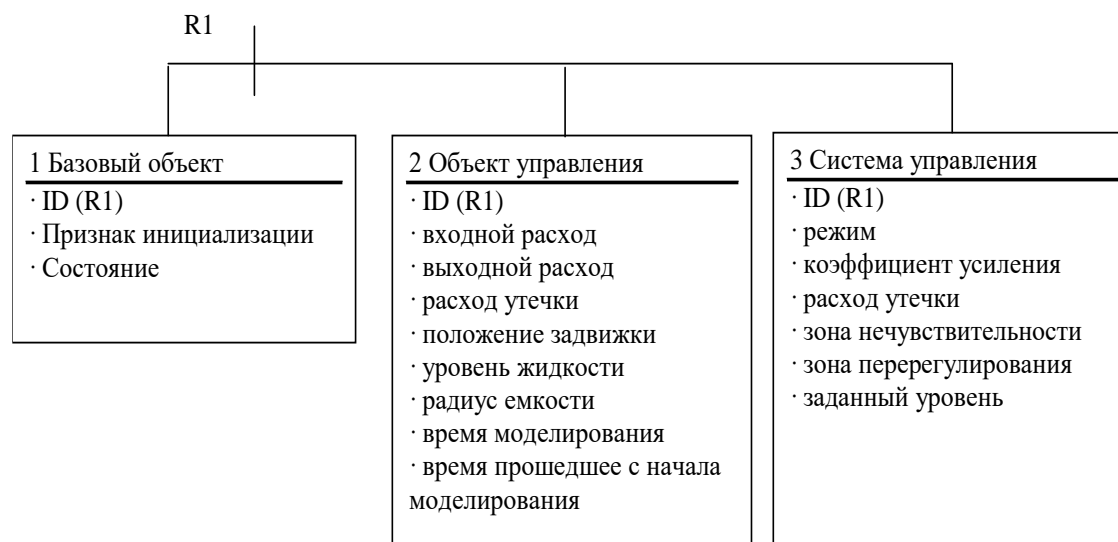 R1
1 Базовый объект
· ID (R1)
· Признак инициализации
· Состояние
2 Объект управления
· ID (R1)
· входной расход
· выходной расход
· расход утечки
· положение задвижки
· уровень жидкости
· радиус емкости
· время моделирования
· время прошедшее с начала
моделирования
3 Система управления
· ID (R1)
· режим
· коэффициент усиления
· расход утечки
· зона нечувствительности
· зона перерегулирования
· заданный уровень